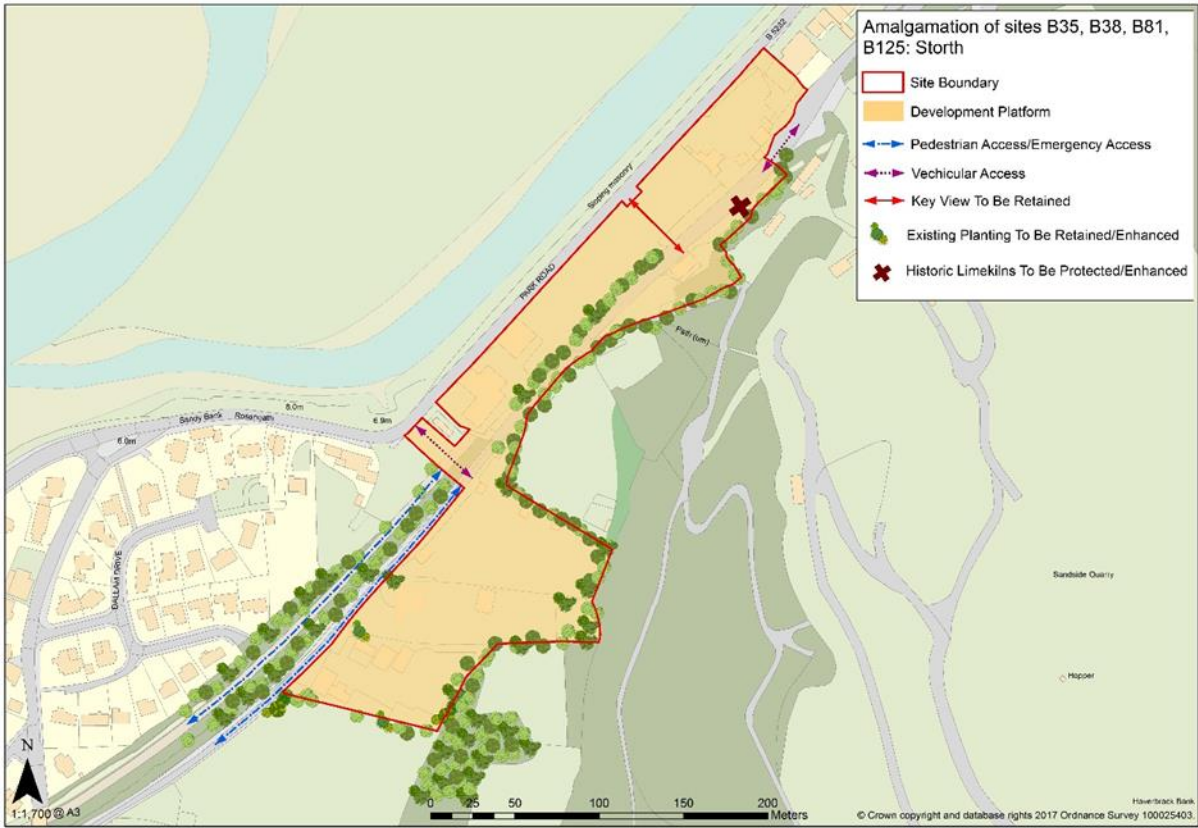 Amalgamation of sites B35, B38, B81,
B125: Storth
Site Boundary
Development Platform
Pedestrian Access/Emergency Access
Vechicular Access
Key View To Be Retained
Existing Planting To Be Retained/Enhanced
Historic Limekilns To Be Protected/Enhanced
B 5232
Sloping masonry
PARK ROAD
Path (um)
8.0m
6.9m
Sandy Bank
6.0m
DALLAM DRIVE
Sandside Quarry
Hopper
N
1:1,700 @ A3
0 25 50 100 150 200
Meters
Haverbrack Bank
© Crown copyright and database rights 2017 Ordnance Survey 100025403.